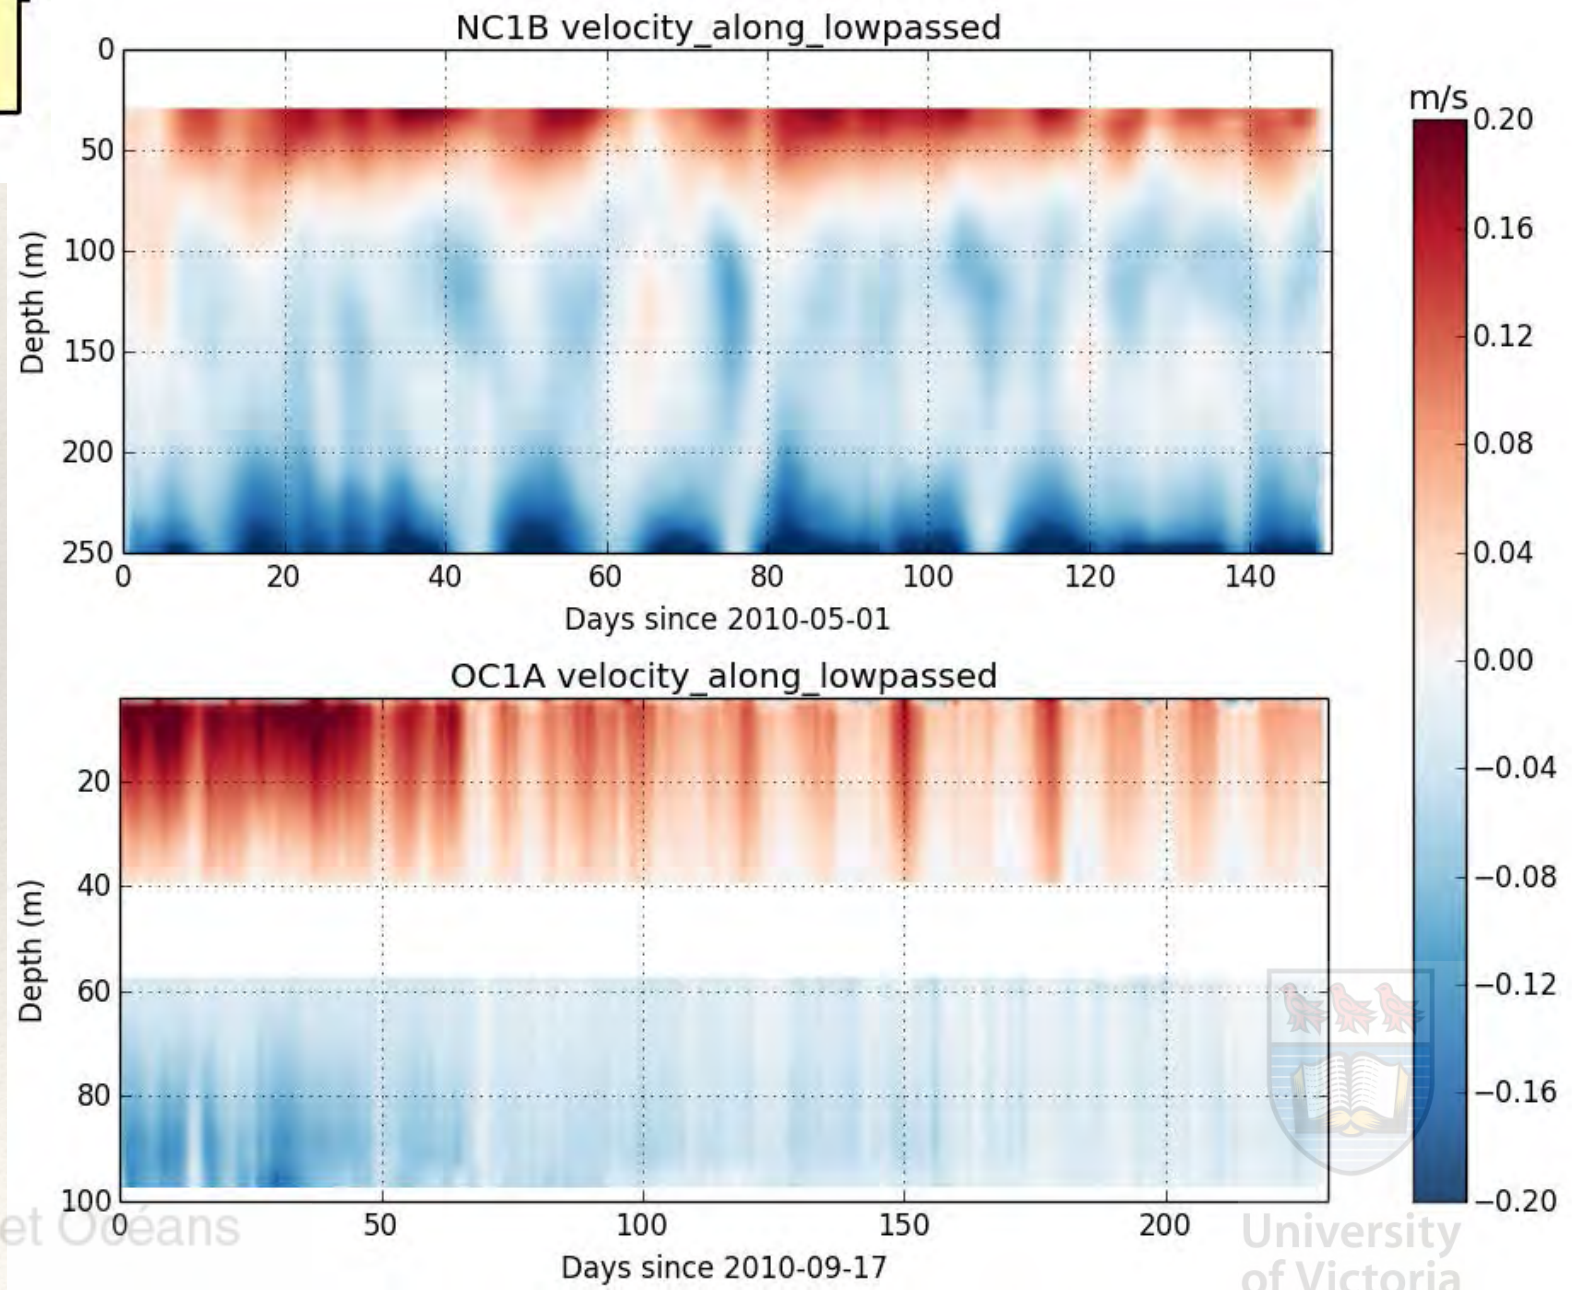 NC1B velocity_along_lowpassed
0
50
100
150
200
250
Depth (m)
0 20 40 60 80 100 120 140
Days since 2010-05-01
m/s
0.20
0.16
0.12
0.08
0.04
0.00
−0.04
−0.08
−0.12
−0.16
−0.20
OC1A velocity_along_lowpassed
20
40
60
80
100
Depth (m)
0 50 100 150 200
Days since 2010-09-17
et Océans
University
of Victoria